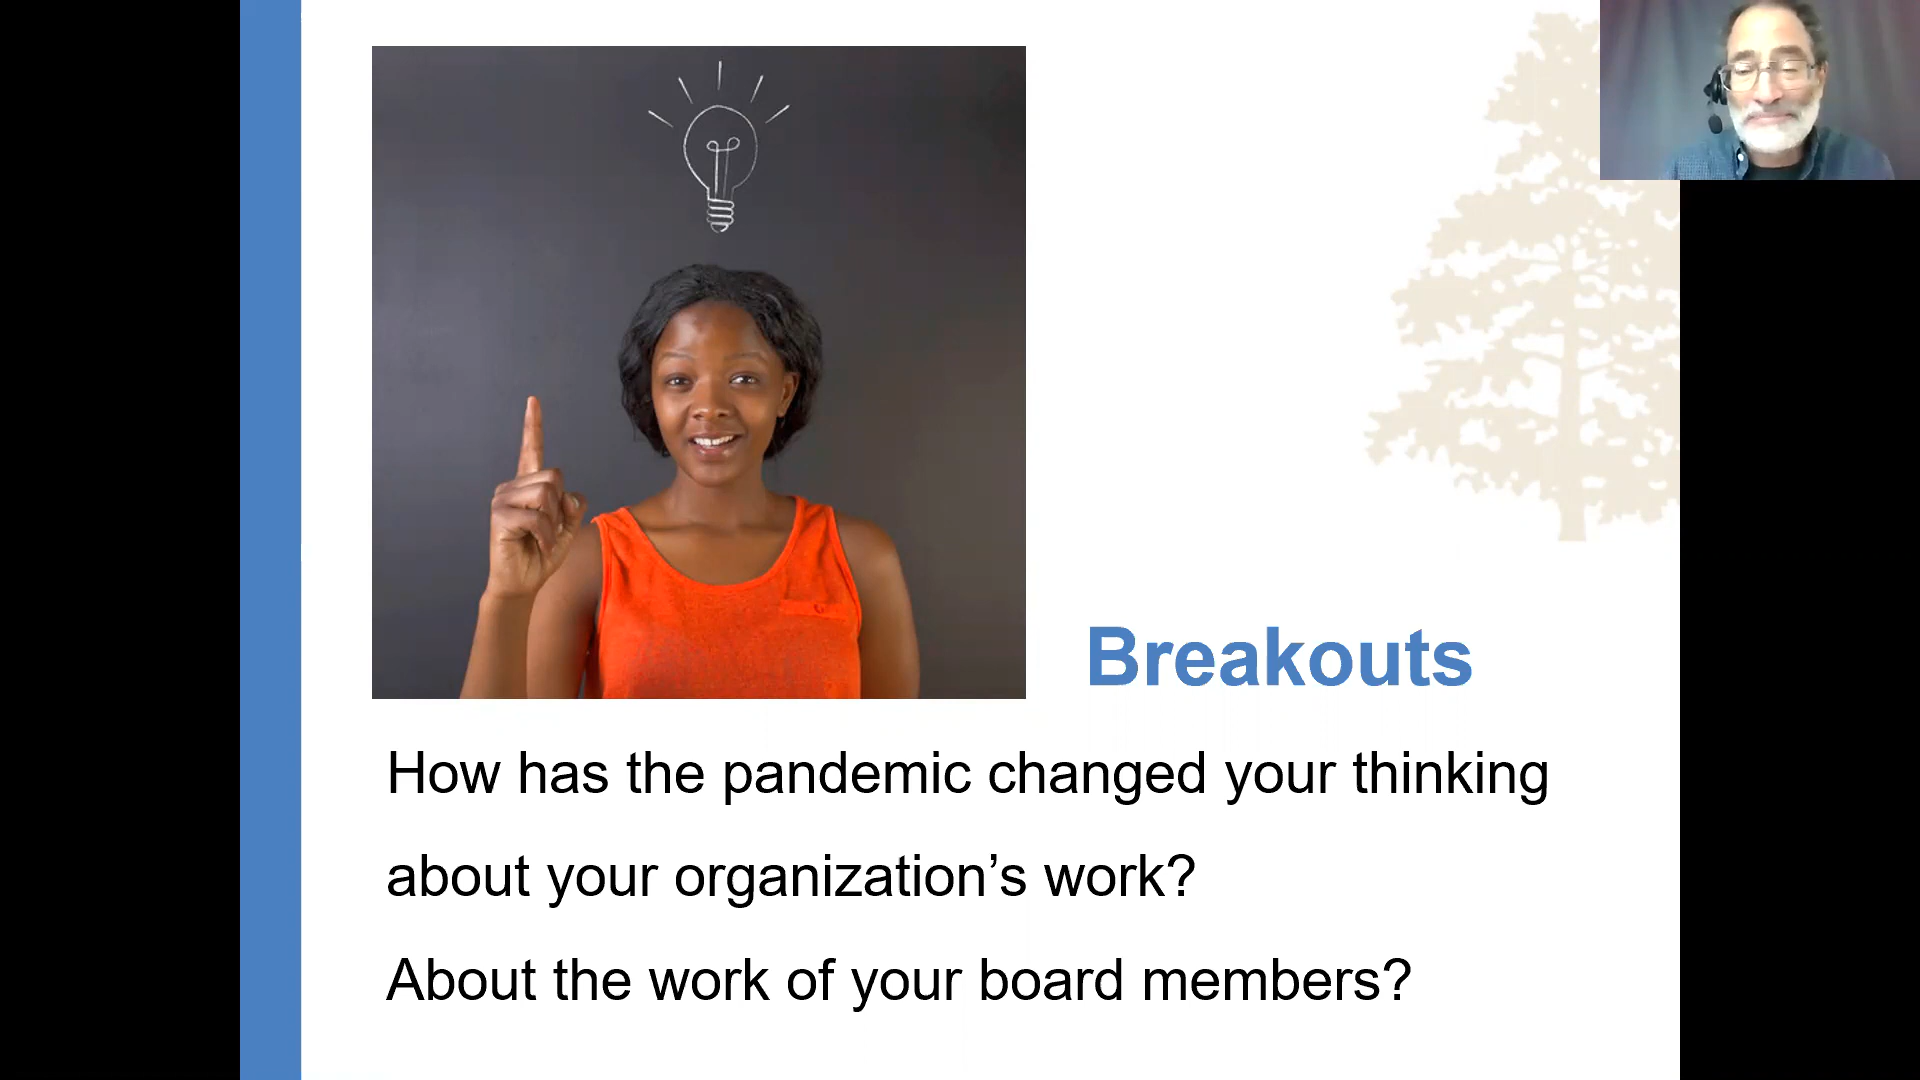 Breakouts
How has the pandemic changed your thinking
about your organization’s work?
About the work of your board members?